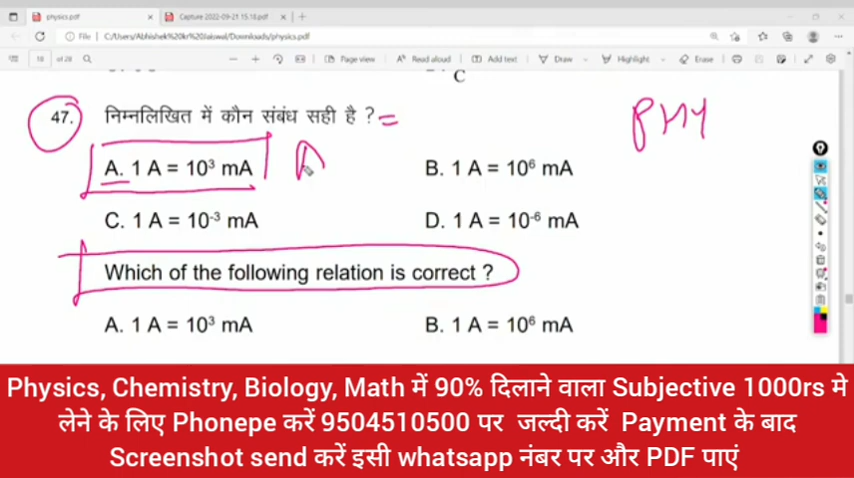 physics.pdf
Capture 2022-09-21 15.18.pdf
File | C:/Users/Abhishek%20kr%20Jaiswal/Downloads/physics.pdf
18 of 28
Page view
Read aloud
Add text
Draw
Highlight
Erase
C
47. निम्नलिखित में कौन संबंध सही है ? =
PHY
A. 1 A = 10³ mA
A
B. 1 A = 10⁶ mA
C. 1 A = 10⁻³ mA
D. 1 A = 10⁻⁶ mA
Which of the following relation is correct ?
A. 1 A = 10³ mA
B. 1 A = 10⁶ mA
Physics, Chemistry, Biology, Math में 90% दिलाने वाला Subjective 1000rs मे
लेने के लिए Phonepe करें 9504510500 पर जल्दी करें Payment के बाद
Screenshot send करें इसी whatsapp नंबर पर और PDF पाएं